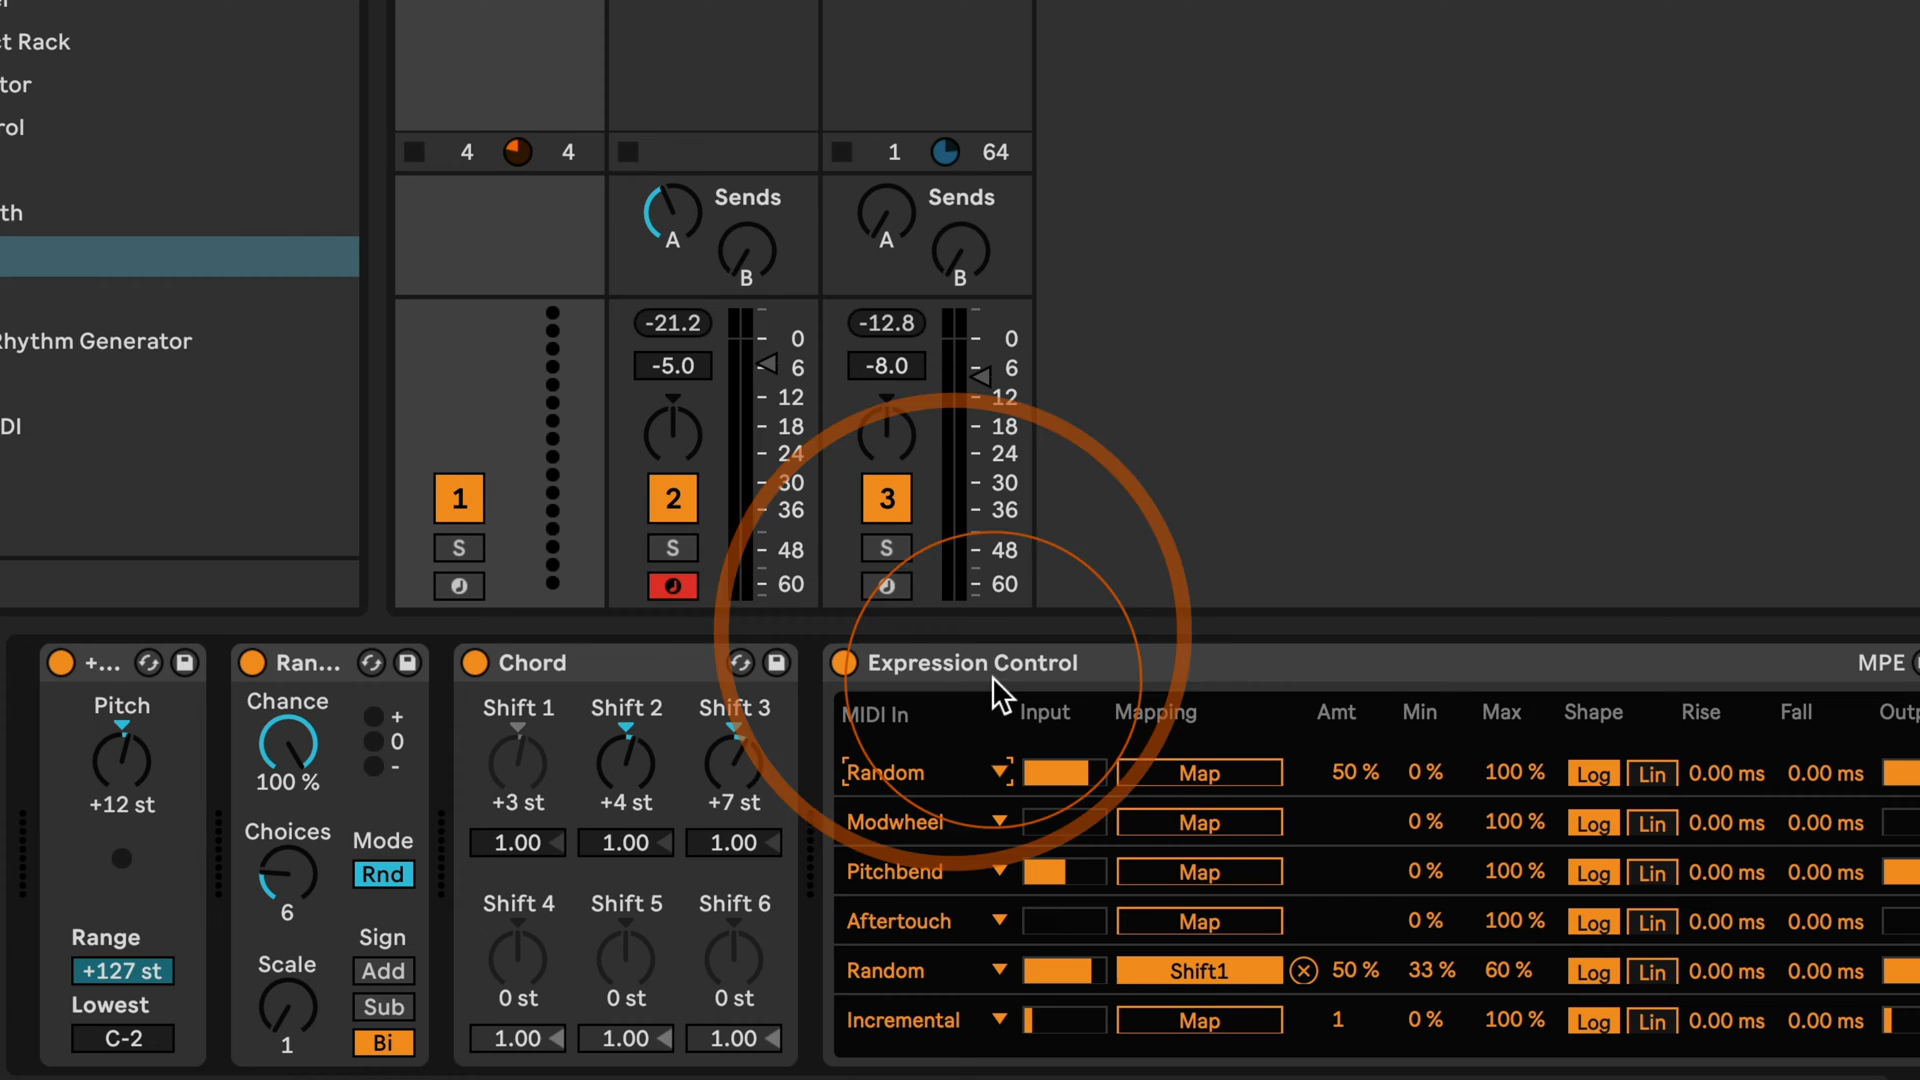 ct Rack
tor
rol
th
Rhythm Generator
DI
4 4
1 64
Sends
A
B
Sends
A
B
-21.2
-5.0
0
6
12
18
24
30
36
48
60
-12.8
-8.0
0
6
12
18
24
30
36
48
60
1
2
3
S
S
S
+...
Pitch
+12 st
Range
+127 st
Lowest
C-2
Ran...
Chance
100 %
+
0
-
Choices
6
Mode
Rnd
Scale
1
Sign
Add
Sub
Bi
Chord
Shift 1 Shift 2 Shift 3
+3 st +4 st +7 st
1.00 1.00 1.00
Shift 4 Shift 5 Shift 6
0 st 0 st 0 st
1.00 1.00 1.00
Expression Control MPE
MIDI In Input Mapping Amt Min Max Shape Rise Fall Outp
Random Map 50 % 0 % 100 % Log Lin 0.00 ms 0.00 ms
Modwheel Map 0 % 100 % Log Lin 0.00 ms 0.00 ms
Pitchbend Map 0 % 100 % Log Lin 0.00 ms 0.00 ms
Aftertouch Map 0 % 100 % Log Lin 0.00 ms 0.00 ms
Random Shift1 50 % 33 % 60 % Log Lin 0.00 ms 0.00 ms
Incremental Map 1 0 % 100 % Log Lin 0.00 ms 0.00 ms